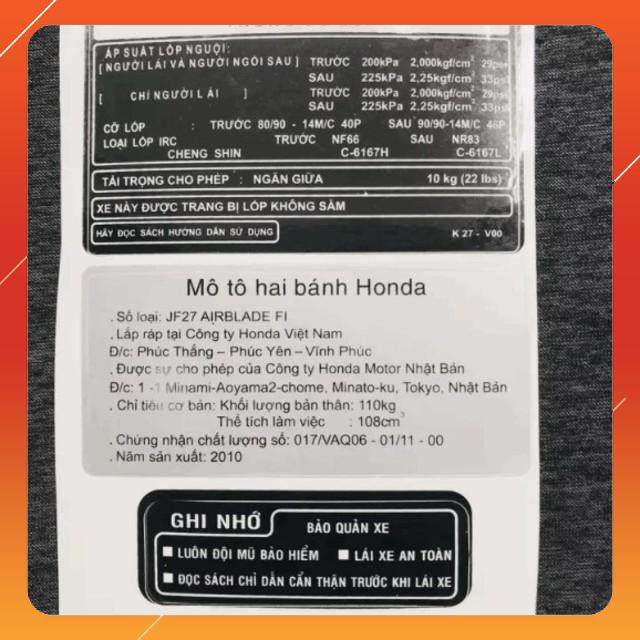 ÁP SUẤT LỐP NGUỘI:
[ NGƯỜI LÁI VÀ NGƯỜI NGỒI SAU ] TRƯỚC 200kPa 2,000kgf/cm² 29psi
SAU 225kPa 2,25kgf/cm² 33psi
[ CHỈ NGƯỜI LÁI ] TRƯỚC 200kPa 2,000kgf/cm² 29psi
SAU 225kPa 2,25kgf/cm² 33psi
CỠ LỐP : TRƯỚC 80/90 - 14M/C 40P SAU 90/90-14M/C 46P
LOẠI LỐP IRC TRƯỚC NF66 SAU NR83
CHENG SHIN C-6167H C-6167L
TẢI TRỌNG CHO PHÉP : NGĂN GIỮA 10 kg (22 lbs)
XE NÀY ĐƯỢC TRANG BỊ LỐP KHÔNG SĂM
HÃY ĐỌC SÁCH HƯỚNG DẪN SỬ DỤNG K 27 - V00
Mô tô hai bánh Honda
. Số loại: JF27 AIRBLADE FI
. Lắp ráp tại Công ty Honda Việt Nam
Đ/c: Phúc Thắng – Phúc Yên – Vĩnh Phúc
. Được sự cho phép của Công ty Honda Motor Nhật Bản
Đ/c: 1 -1 Minami-Aoyama2-chome, Minato-ku, Tokyo, Nhật Bản
. Chỉ tiêu cơ bản: Khối lượng bản thân: 110kg
Thể tích làm việc : 108cm³
. Chứng nhận chất lượng số: 017/VAQ06 - 01/11 - 00
. Năm sản xuất: 2010
GHI NHỚ BẢO QUẢN XE
■ LUÔN ĐỘI MŨ BẢO HIỂM ■ LÁI XE AN TOÀN
■ ĐỌC SÁCH CHỈ DẪN CẨN THẬN TRƯỚC KHI LÁI XE